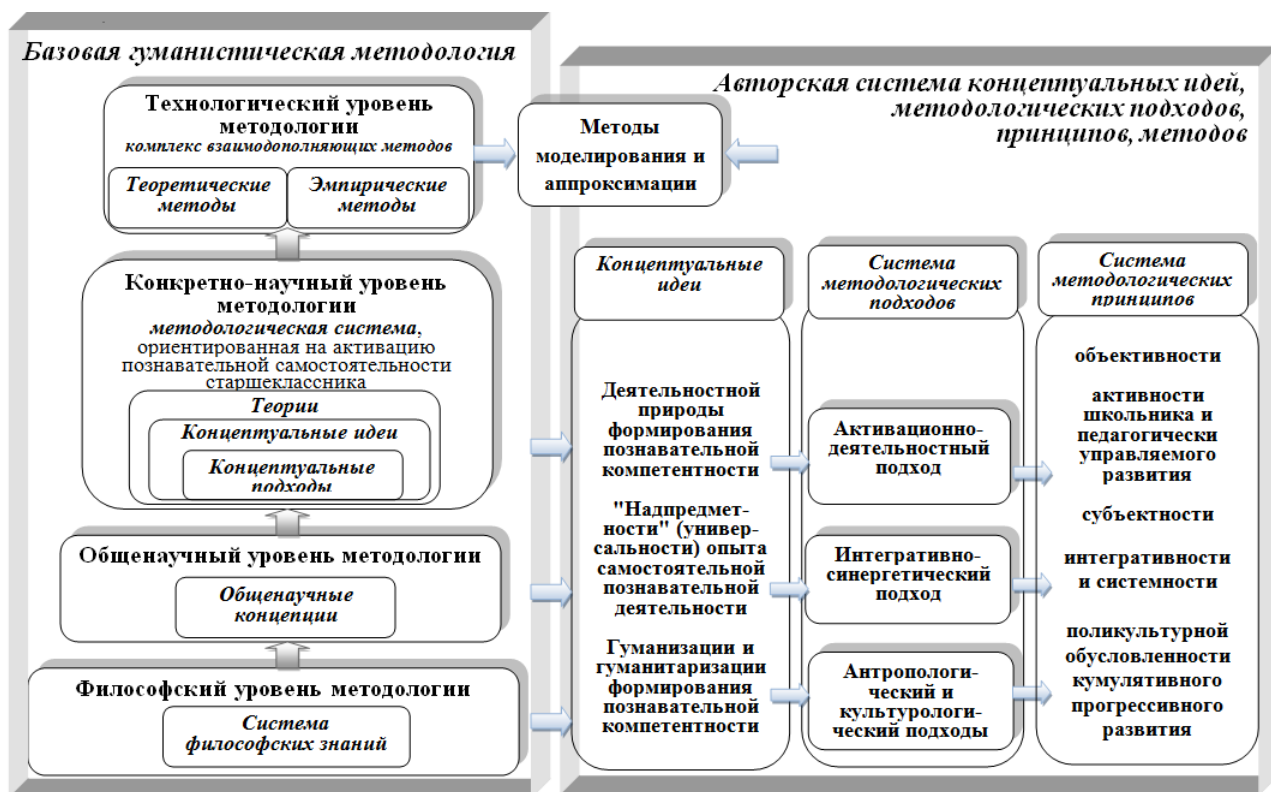 Базовая гуманистическая методология
Технологический уровень
методологии
комплекс взаимодополняющих методов
Теоретические
методы
Эмпирические
методы
Конкретно-научный уровень
методологии
методологическая система,
ориентированная на активацию
познавательной самостоятельности
старшеклассника
Теории
Концептуальные идеи
Концептуальные
подходы
Общенаучный уровень методологии
Общенаучные
концепции
Философский уровень методологии
Система
философских знаний
Методы
моделирования и
аппроксимации
Авторская система концептуальных идей,
методологических подходов,
принципов, методов
Концептуальные
идеи
Деятельностной
природы
формирования
познавательной
компетентности
"Надпредмет-
ности" (универ-
сальности) опыта
самостоятельной
познавательной
деятельности
Гуманизации и
гуманитаризации
формирования
познавательной
компетентности
Система
методологических
подходов
Активационно-
деятельностный
подход
Интегративно-
синергетический
подход
Антропологи-
ческий и
культурологи-
ческий подходы
Система
методологических
принципов
объективности
активности
школьника и
педагогически
управляемого
развития
субъектности
интегративности
и системности
поликультурной
обусловленности
кумулятивного
прогрессивного
развития